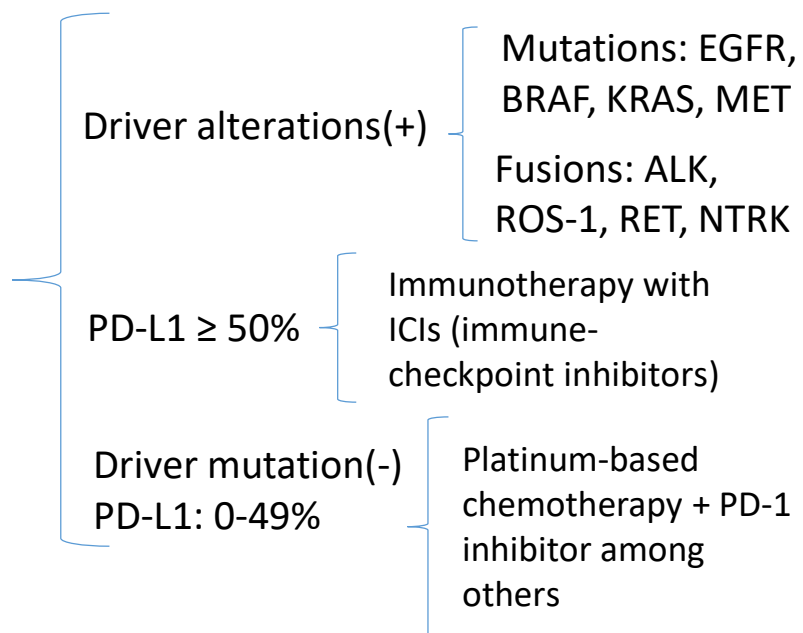 Driver alterations(+)
Mutations: EGFR,
BRAF, KRAS, MET
Fusions: ALK,
ROS-1, RET, NTRK
PD-L1 ≥ 50%
Immunotherapy with
ICIs (immune-
checkpoint inhibitors)
Driver mutation(-)
PD-L1: 0-49%
Platinum-based
chemotherapy + PD-1
inhibitor among
others